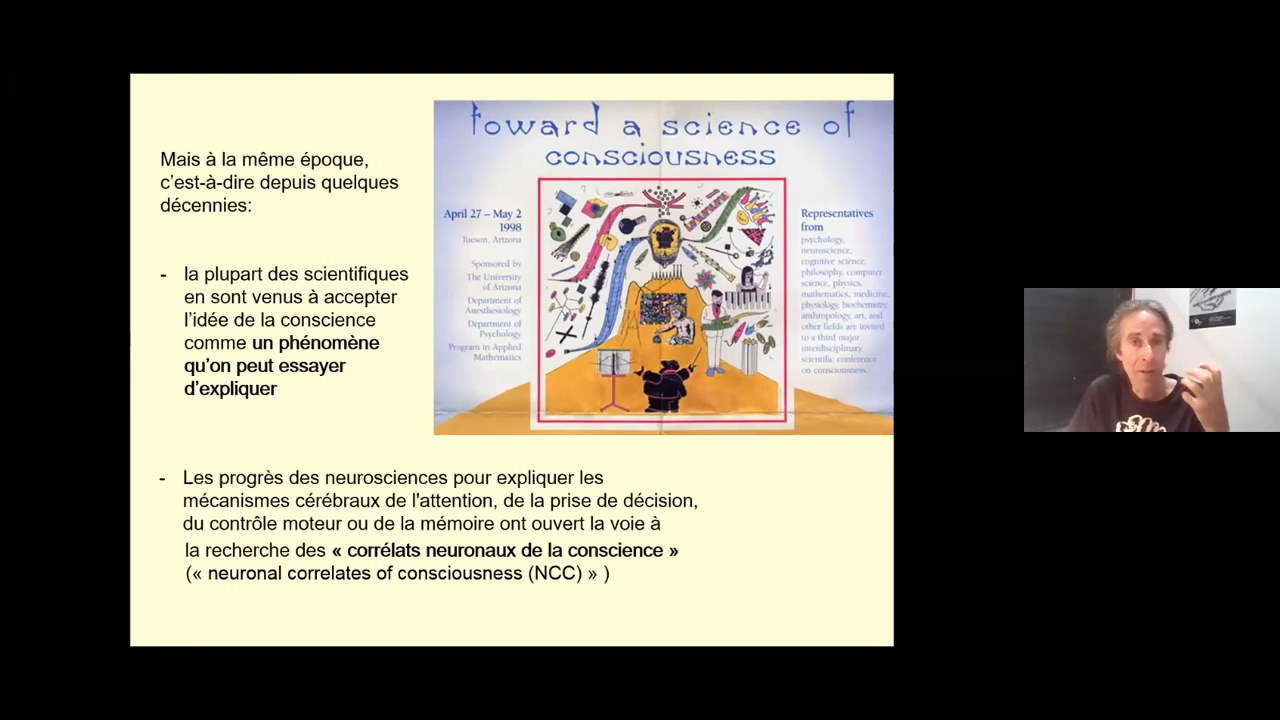 Mais à la même époque,
c'est-à-dire depuis quelques
décennies:
- la plupart des scientifiques
en sont venus à accepter
l'idée de la conscience
comme un phénomène
qu'on peut essayer
d'expliquer
toward a science of
consciousness
April 27 – May 2
1998
Tucson, Arizona
Sponsored by
The University
of Arizona
Department of
Anesthesiology
Department of
Psychology
Program in Applied
Mathematics
Representatives
from
psychology,
neuroscience,
cognitive science,
philosophy, computer
science, physics,
mathematics, medicine,
physiology, biochemistry,
anthropology, art, and
other fields are invited
to a third major
interdisciplinary
scientific conference
on consciousness.
- Les progrès des neurosciences pour expliquer les
mécanismes cérébraux de l'attention, de la prise de décision,
du contrôle moteur ou de la mémoire ont ouvert la voie à
la recherche des « corrélats neuronaux de la conscience »
(« neuronal correlates of consciousness (NCC) » )